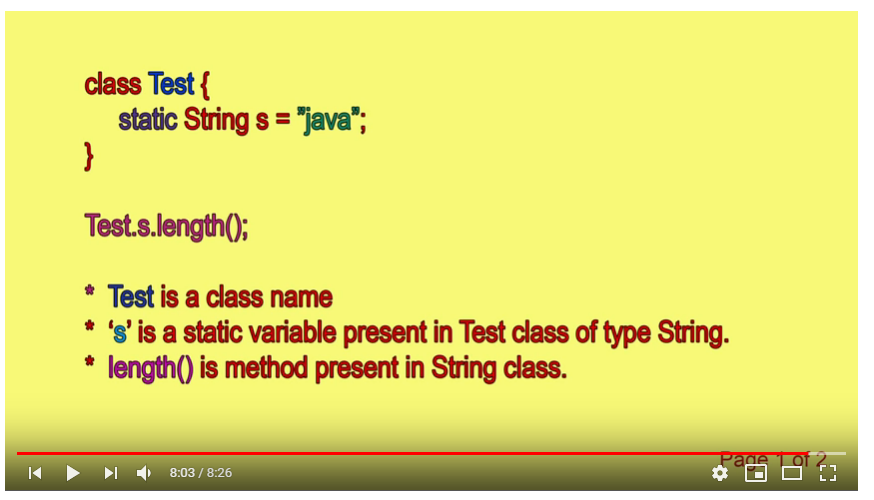 class Test {
static String s = ”java”;
}
Test.s.length();
* Test is a class name
* ‘s’ is a static variable present in Test class of type String.
* length() is method present in String class.
Page 1 of 2
8:03 / 8:26